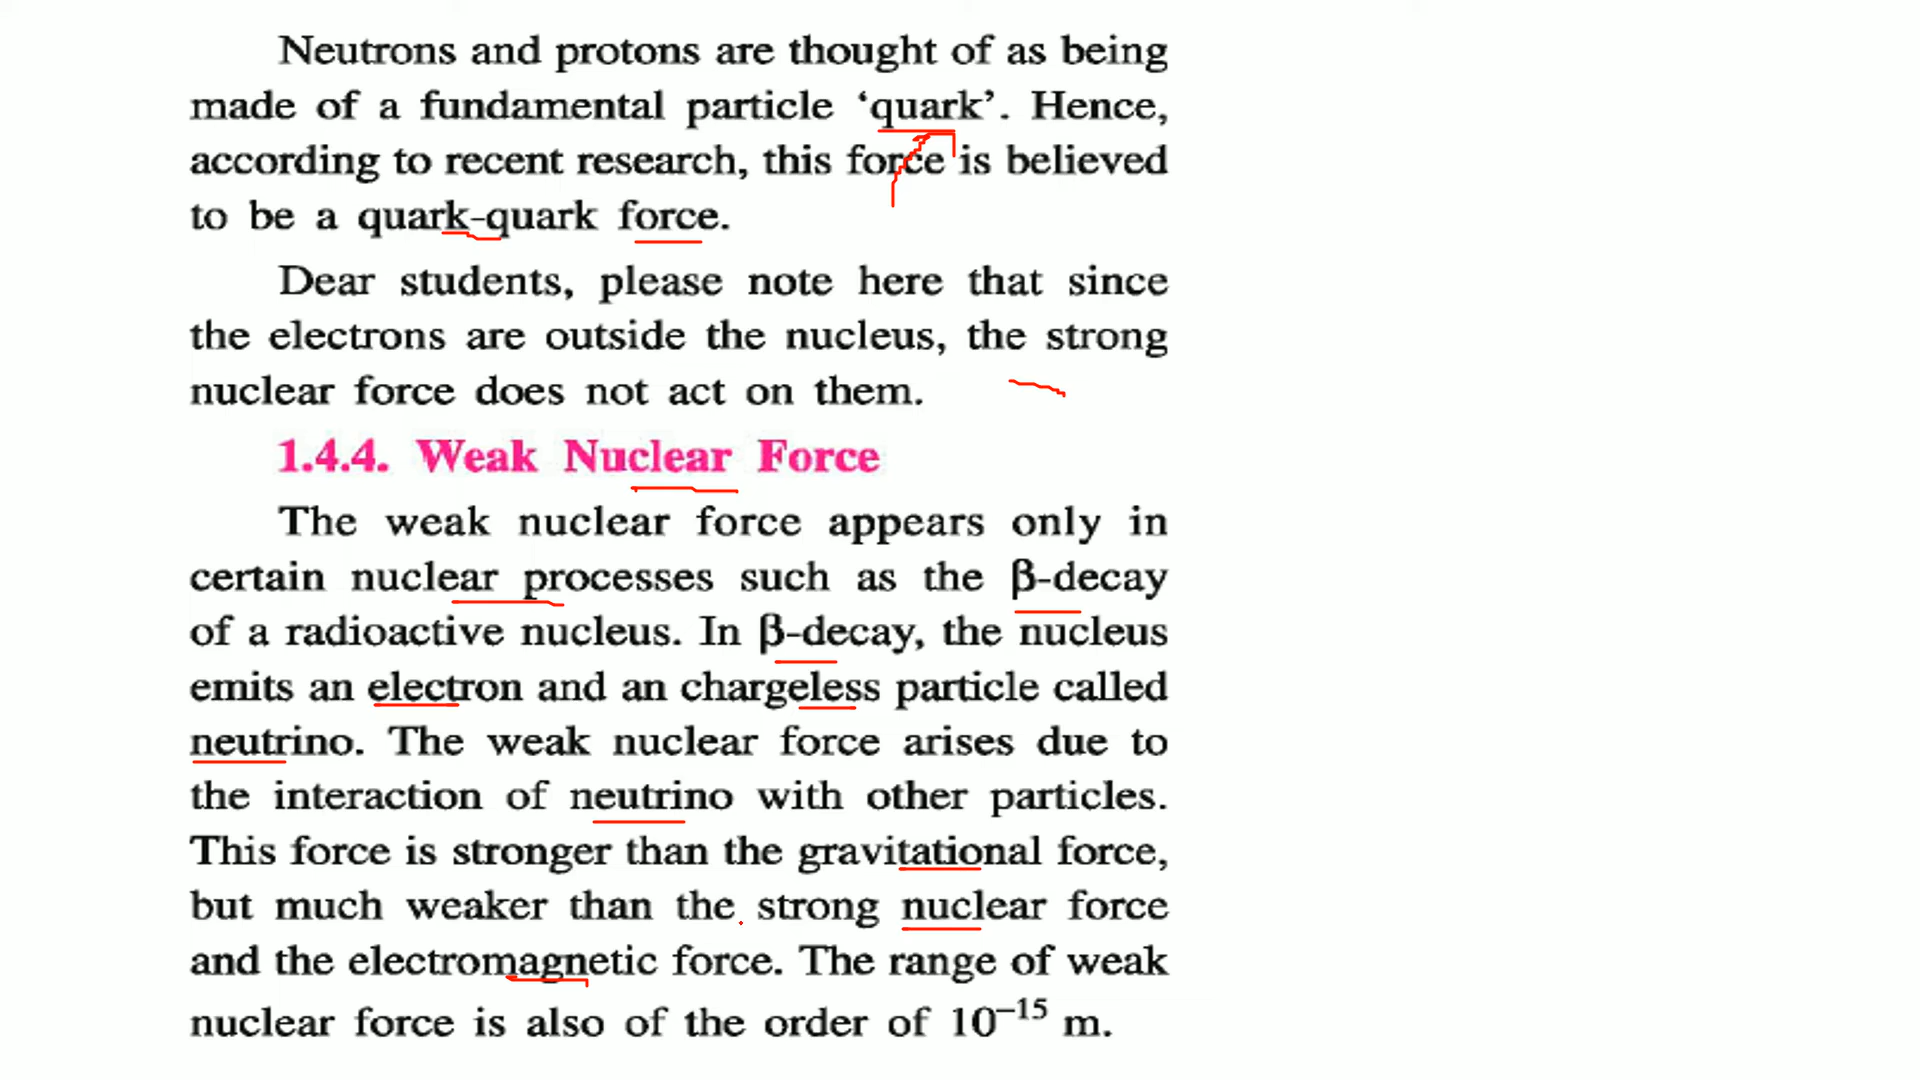 Neutrons and protons are thought of as being
made of a fundamental particle ‘quark’. Hence,
according to recent research, this force is believed
to be a quark-quark force.
Dear students, please note here that since
the electrons are outside the nucleus, the strong
nuclear force does not act on them.
1.4.4. Weak Nuclear Force
The weak nuclear force appears only in
certain nuclear processes such as the β-decay
of a radioactive nucleus. In β-decay, the nucleus
emits an electron and an chargeless particle called
neutrino. The weak nuclear force arises due to
the interaction of neutrino with other particles.
This force is stronger than the gravitational force,
but much weaker than the strong nuclear force
and the electromagnetic force. The range of weak
nuclear force is also of the order of 10⁻¹⁵ m.